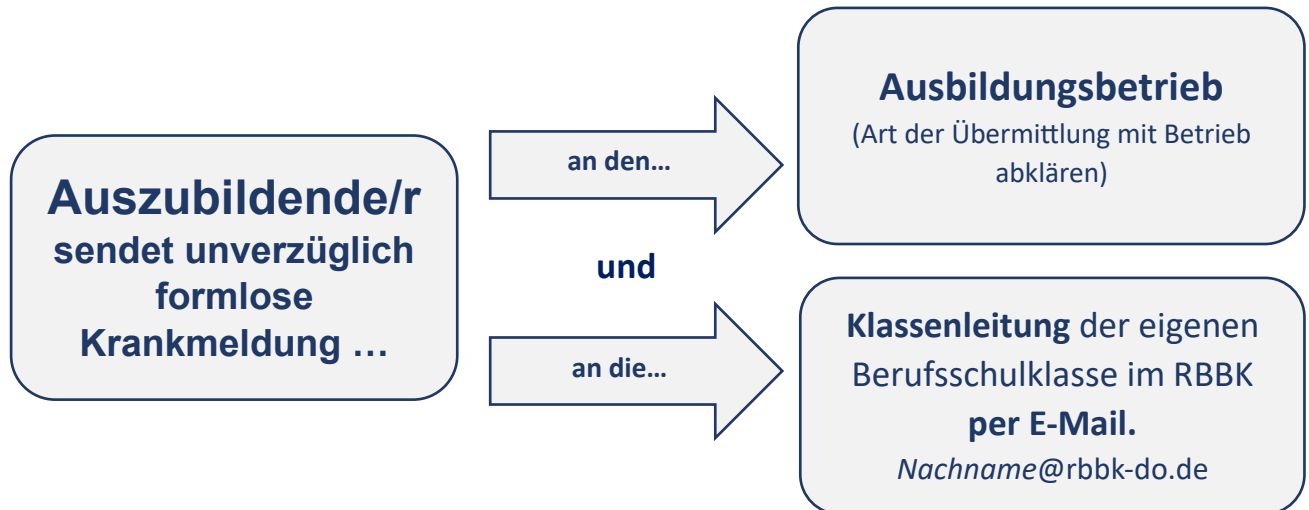 Auszubildende/r
sendet unverzüglich
formlose
Krankmeldung …
an den…
und
an die…
Ausbildungsbetrieb
(Art der Übermittlung mit Betrieb
abklären)
Klassenleitung der eigenen
Berufsschulklasse im RBBK
per E-Mail.
Nachname@rbbk-do.de